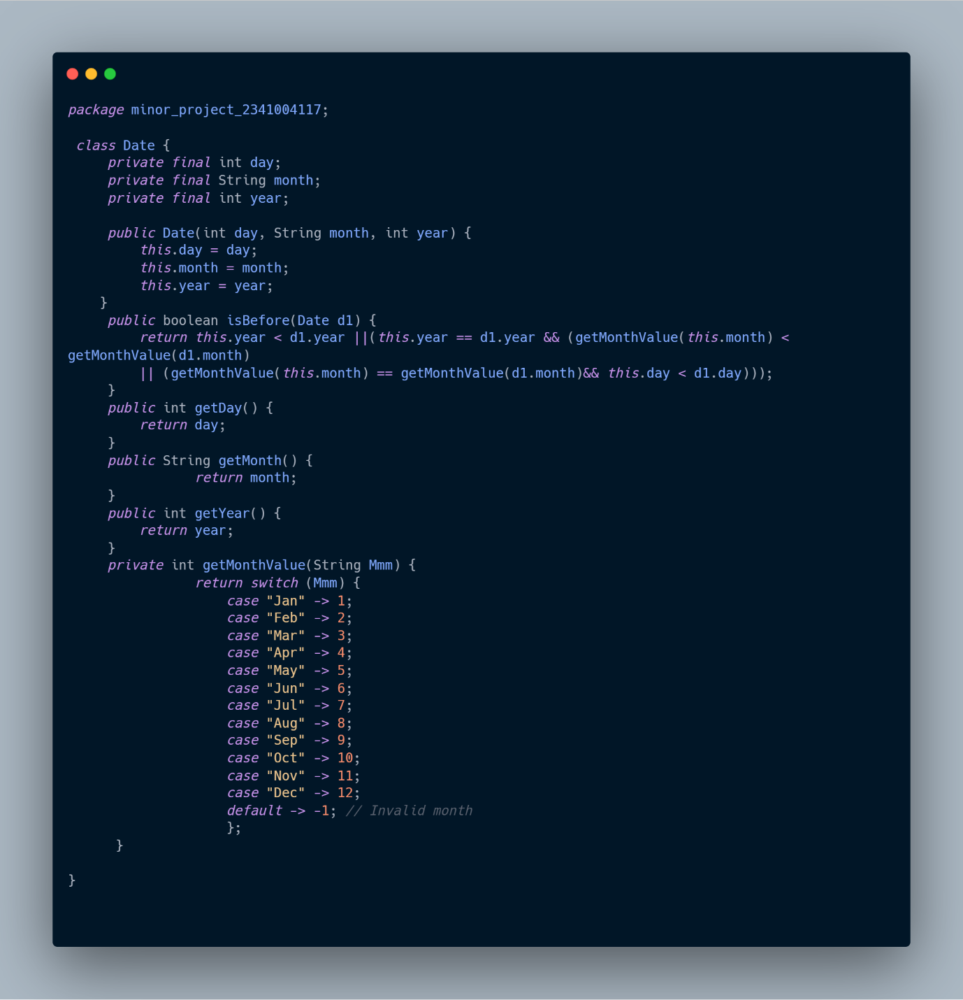 package minor_project_2341004117;

 class Date {
     private final int day;
     private final String month;
     private final int year;

     public Date(int day, String month, int year) {
         this.day = day;
         this.month = month;
         this.year = year;
    }
     public boolean isBefore(Date d1) {
         return this.year < d1.year ||(this.year == d1.year && (getMonthValue(this.month) <
getMonthValue(d1.month)
         || (getMonthValue(this.month) == getMonthValue(d1.month)&& this.day < d1.day)));
     }
     public int getDay() {
         return day;
     }
     public String getMonth() {
                return month;
     }
     public int getYear() {
         return year;
     }
     private int getMonthValue(String Mmm) {
                return switch (Mmm) {
                    case "Jan" -> 1;
                    case "Feb" -> 2;
                    case "Mar" -> 3;
                    case "Apr" -> 4;
                    case "May" -> 5;
                    case "Jun" -> 6;
                    case "Jul" -> 7;
                    case "Aug" -> 8;
                    case "Sep" -> 9;
                    case "Oct" -> 10;
                    case "Nov" -> 11;
                    case "Dec" -> 12;
                    default -> -1; // Invalid month
                    };
      }

}